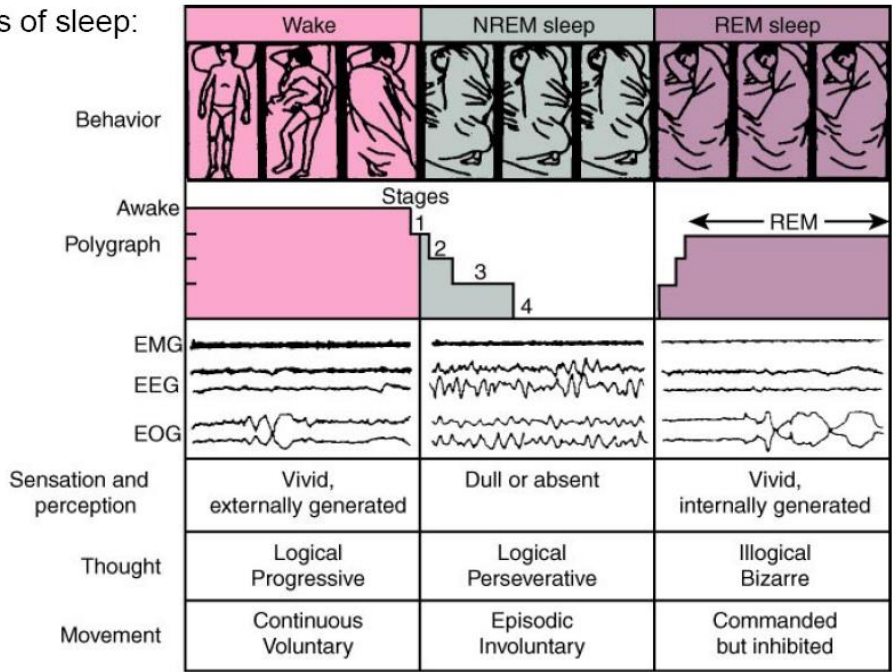 s of sleep:
Wake
NREM sleep
REM sleep
Behavior
Stages
Awake
1
REM
Polygraph
2
3
4
EMG
EEG
EOG
Sensation and
perception
Vivid,
externally generated
Dull or absent
Vivid,
internally generated
Thought
Logical
Progressive
Logical
Perseverative
Illogical
Bizarre
Movement
Continuous
Voluntary
Episodic
Involuntary
Commanded
but inhibited